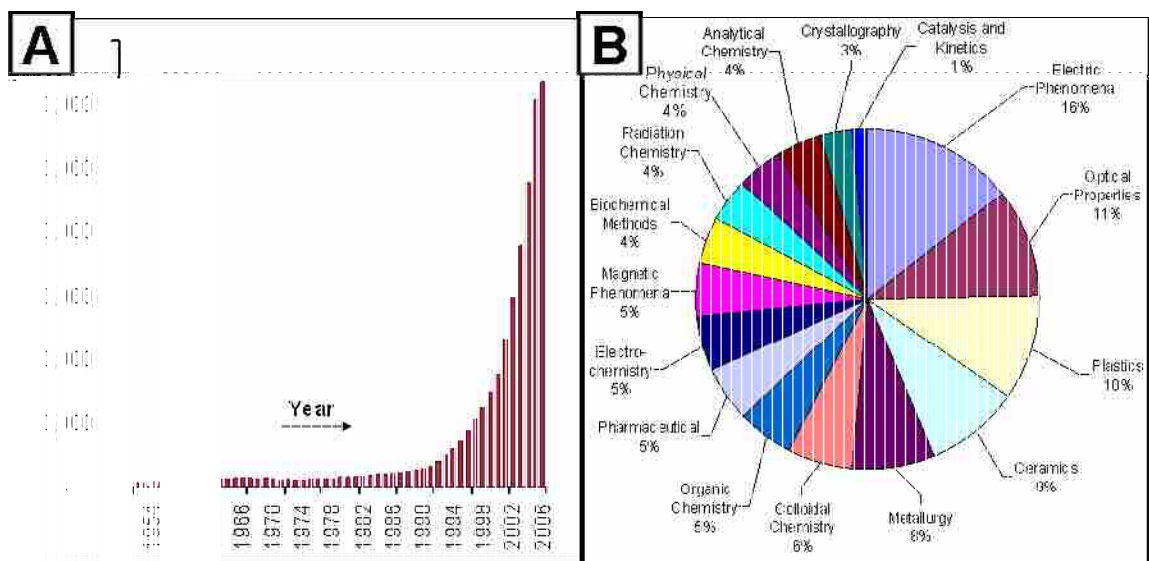 A
Year
1966
1970
1974
1978
1982
1986
1990
1994
1998
2002
2006
B
Analytical
Chemistry
4%
Crystallography
3%
Catalysis and
Kinetics
1%
Electric
Phenomena
16%
Physical
Chemistry
4%
Radiation
Chemistry
4%
Optical
Properties
11%
Biochemical
Methods
4%
Magnetic
Phenomena
5%
Electro-
chemistry
5%
Plastics
10%
Pharmaceutical
5%
Ceramics
9%
Organic
Chemistry
Colloidal
Chemistry
6%
Metallurgy
8%